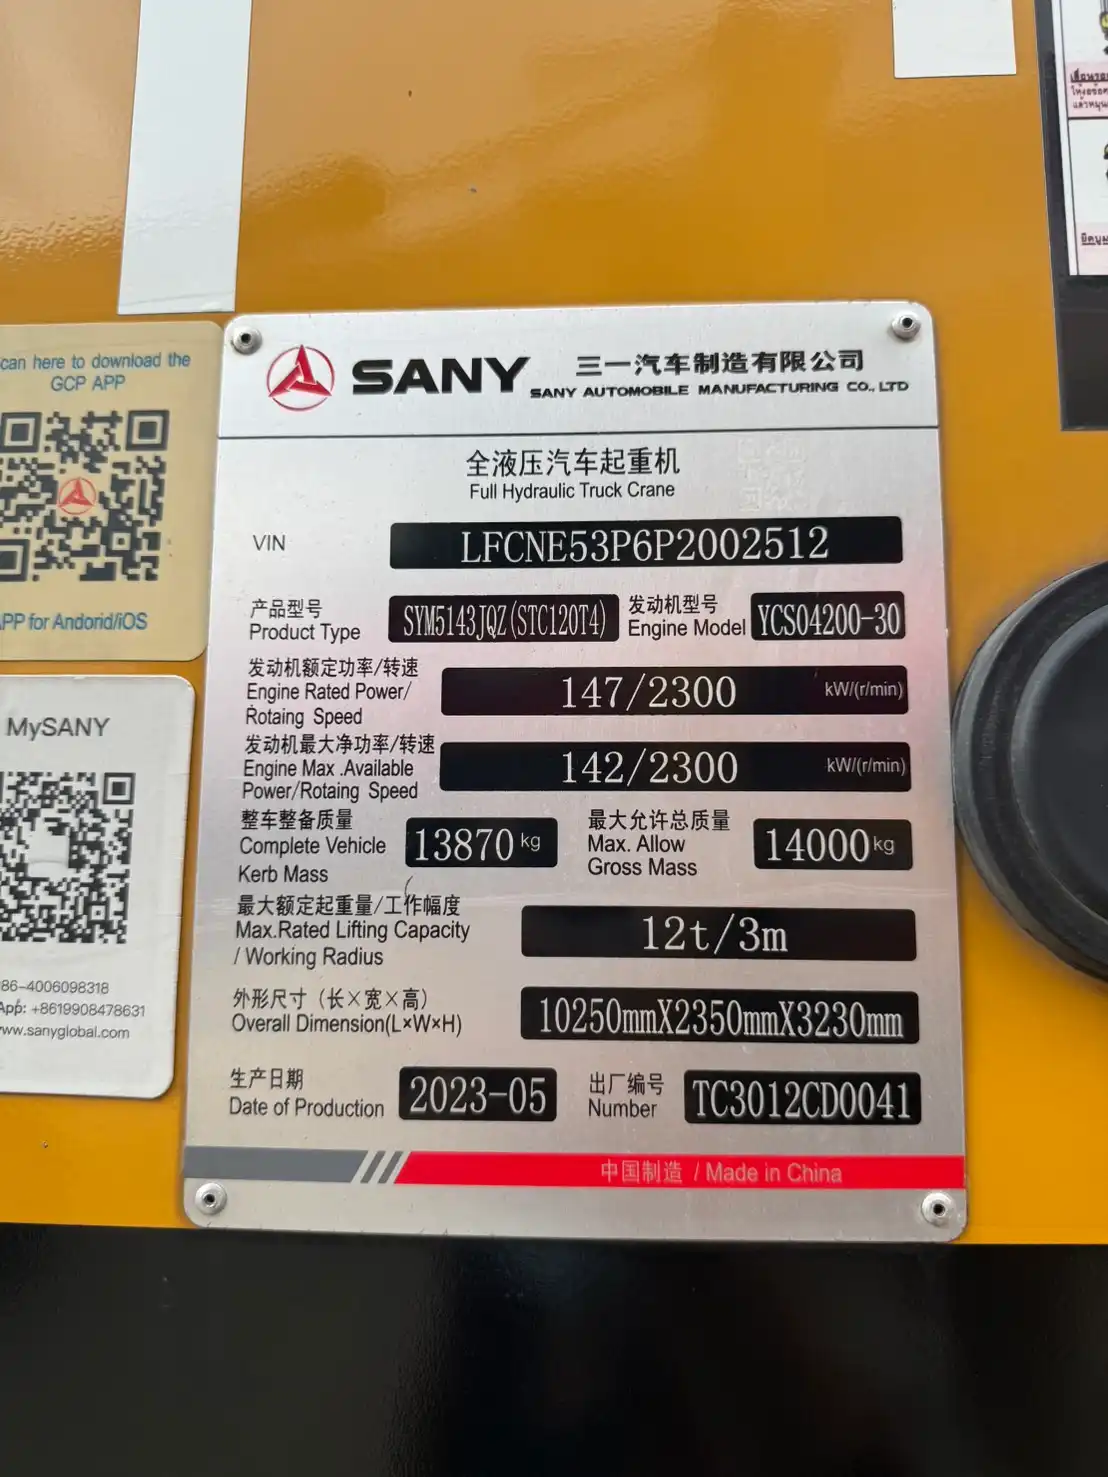 can here to download the
GCP APP
APP for Andorid/iOS
MySANY
086-4006098318
App: +8619908478631
www.sanyglobal.com
SANY
三一汽车制造有限公司
SANY AUTOMOBILE MANUFACTURING CO., LTD
全液压汽车起重机
Full Hydraulic Truck Crane
VIN LFCNE53P6P2002512
产品型号
Product Type SYM5143JQZ(STC120T4)
发动机型号
Engine Model YCS04200-30
发动机额定功率/转速
Engine Rated Power/
Rotaing Speed
147/2300 kW/(r/min)
发动机最大净功率/转速
Engine Max .Available
Power/Rotaing Speed
142/2300 kW/(r/min)
整车整备质量
Complete Vehicle
Kerb Mass
13870 kg
最大允许总质量
Max. Allow
Gross Mass
14000 kg
最大额定起重量/工作幅度
Max.Rated Lifting Capacity
/ Working Radius
12t/3m
外形尺寸（长×宽×高）
Overall Dimension(L×W×H)
10250mmX2350mmX3230mm
生产日期
Date of Production 2023-05
出厂编号
Number TC3012CD0041
中国制造 / Made in China